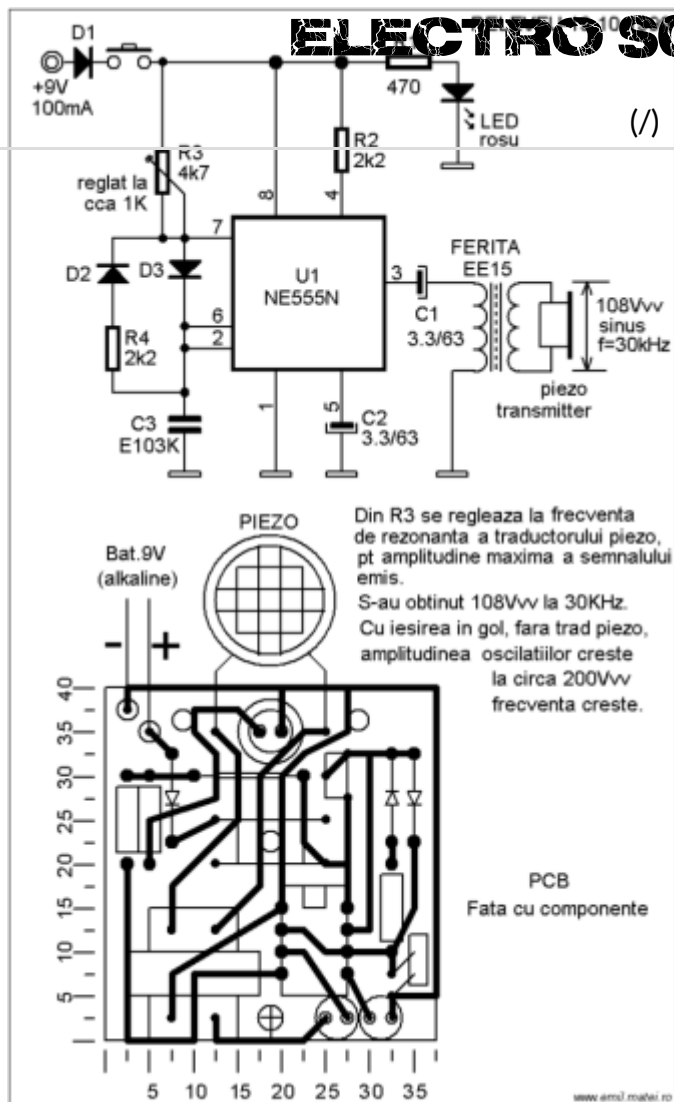 ELECTRO SO
D1
+9V
100mA
470
LED
rosu
(/)
R2
2k2
R3
4k7
reglat la
cca 1K
8
4
7
D2
D3
U1
NE555N
3
FERITA
EE15
C1
3.3/63
108Vvv
sinus
f=30kHz
6
2
R4
2k2
piezo
transmitter
1
5
C2
3.3/63
C3
E103K
PIEZO
Din R3 se regleaza la frecventa
de rezonanta a traductorului piezo,
pt amplitudine maxima a semnalului
emis.
S-au obtinut 108Vvv la 30KHz.
Cu iesirea in gol, fara trad piezo,
amplitudinea oscilatiilor creste
la circa 200Vvv
frecventa creste.
Bat.9V
(alkaline)
- +
40
35
30
25
20
15
10
5
PCB
Fata cu componente
5 10 15 20 25 30 35
www.emil.matei.ro